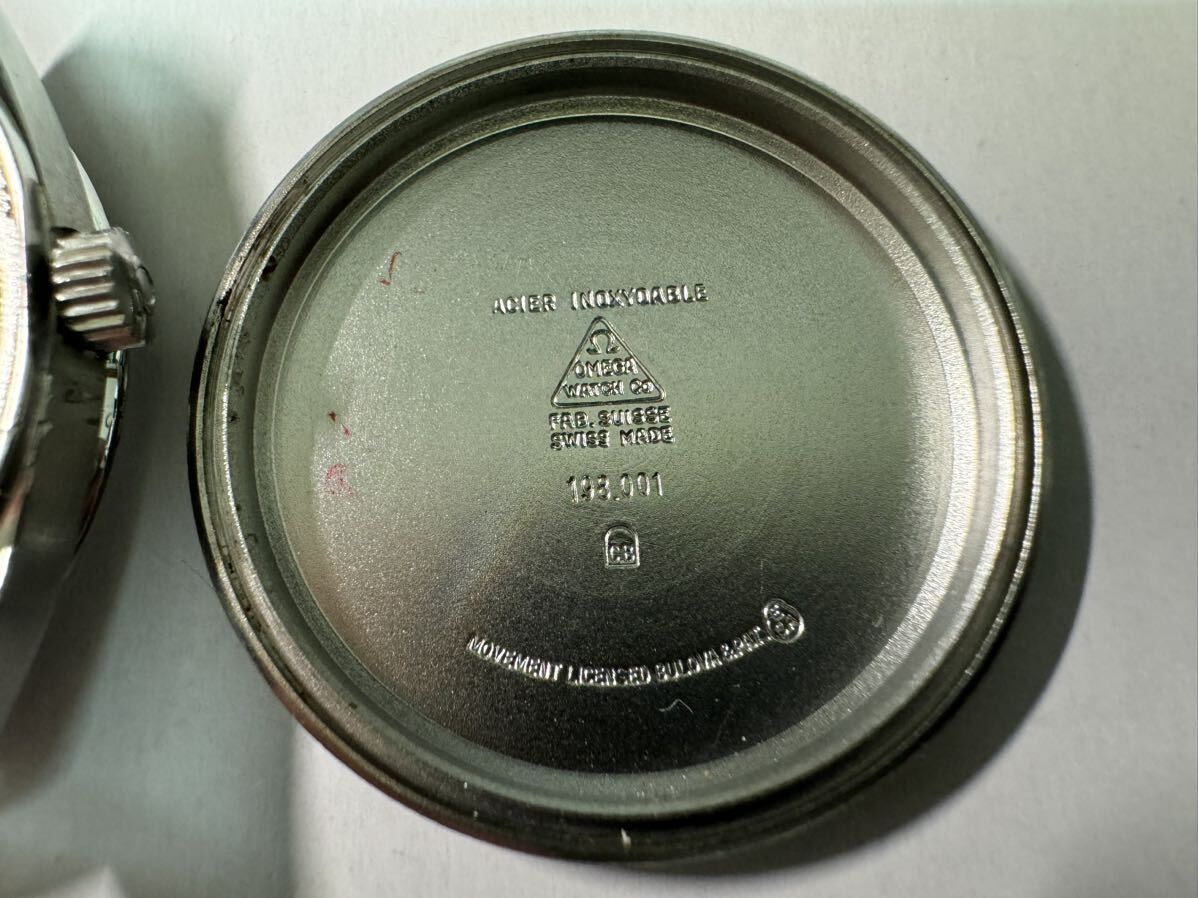 ACIER INOXYDABLE
Ω
OMEGA
WATCH CO
FAB. SUISSE
SWISS MADE
198.001
CB
MOVEMENT LICENSED BULOVA & PAT.